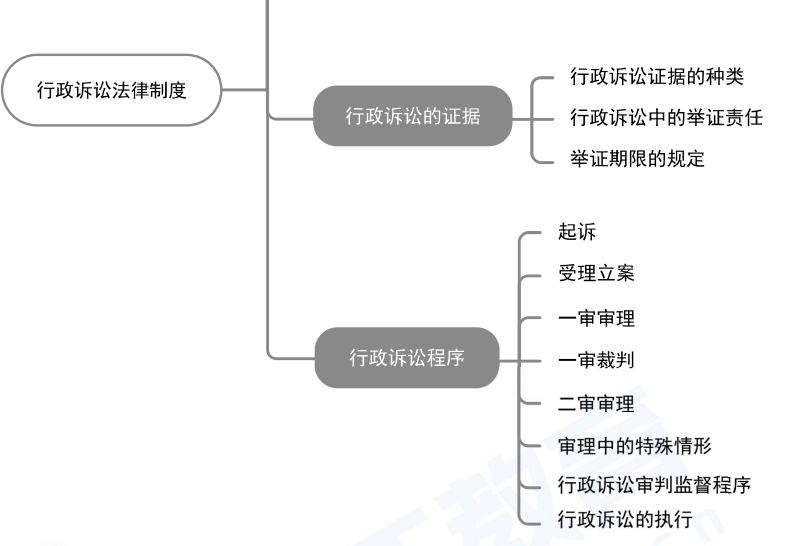 行政诉讼法律制度
行政诉讼的证据
行政诉讼证据的种类
行政诉讼中的举证责任
举证期限的规定
行政诉讼程序
起诉
受理立案
一审审理
一审裁判
二审审理
审理中的特殊情形
行政诉讼审判监督程序
行政诉讼的执行